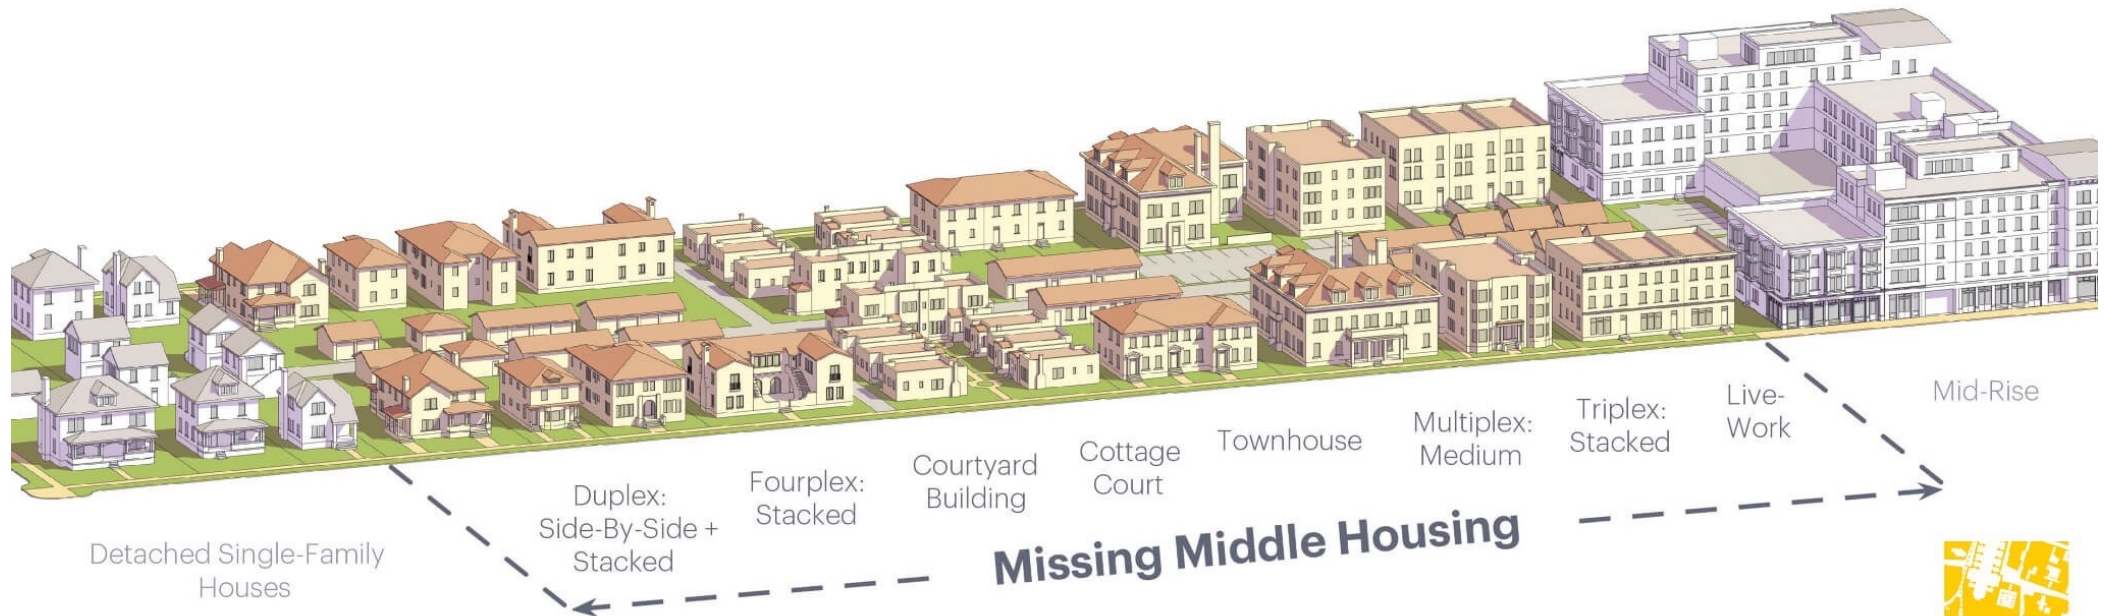 Detached Single-Family
Houses
Duplex:
Side-By-Side +
Stacked
Fourplex:
Stacked
Courtyard
Building
Cottage
Court
Townhouse
Multiplex:
Medium
Triplex:
Stacked
Live-
Work
Mid-Rise
Missing Middle Housing